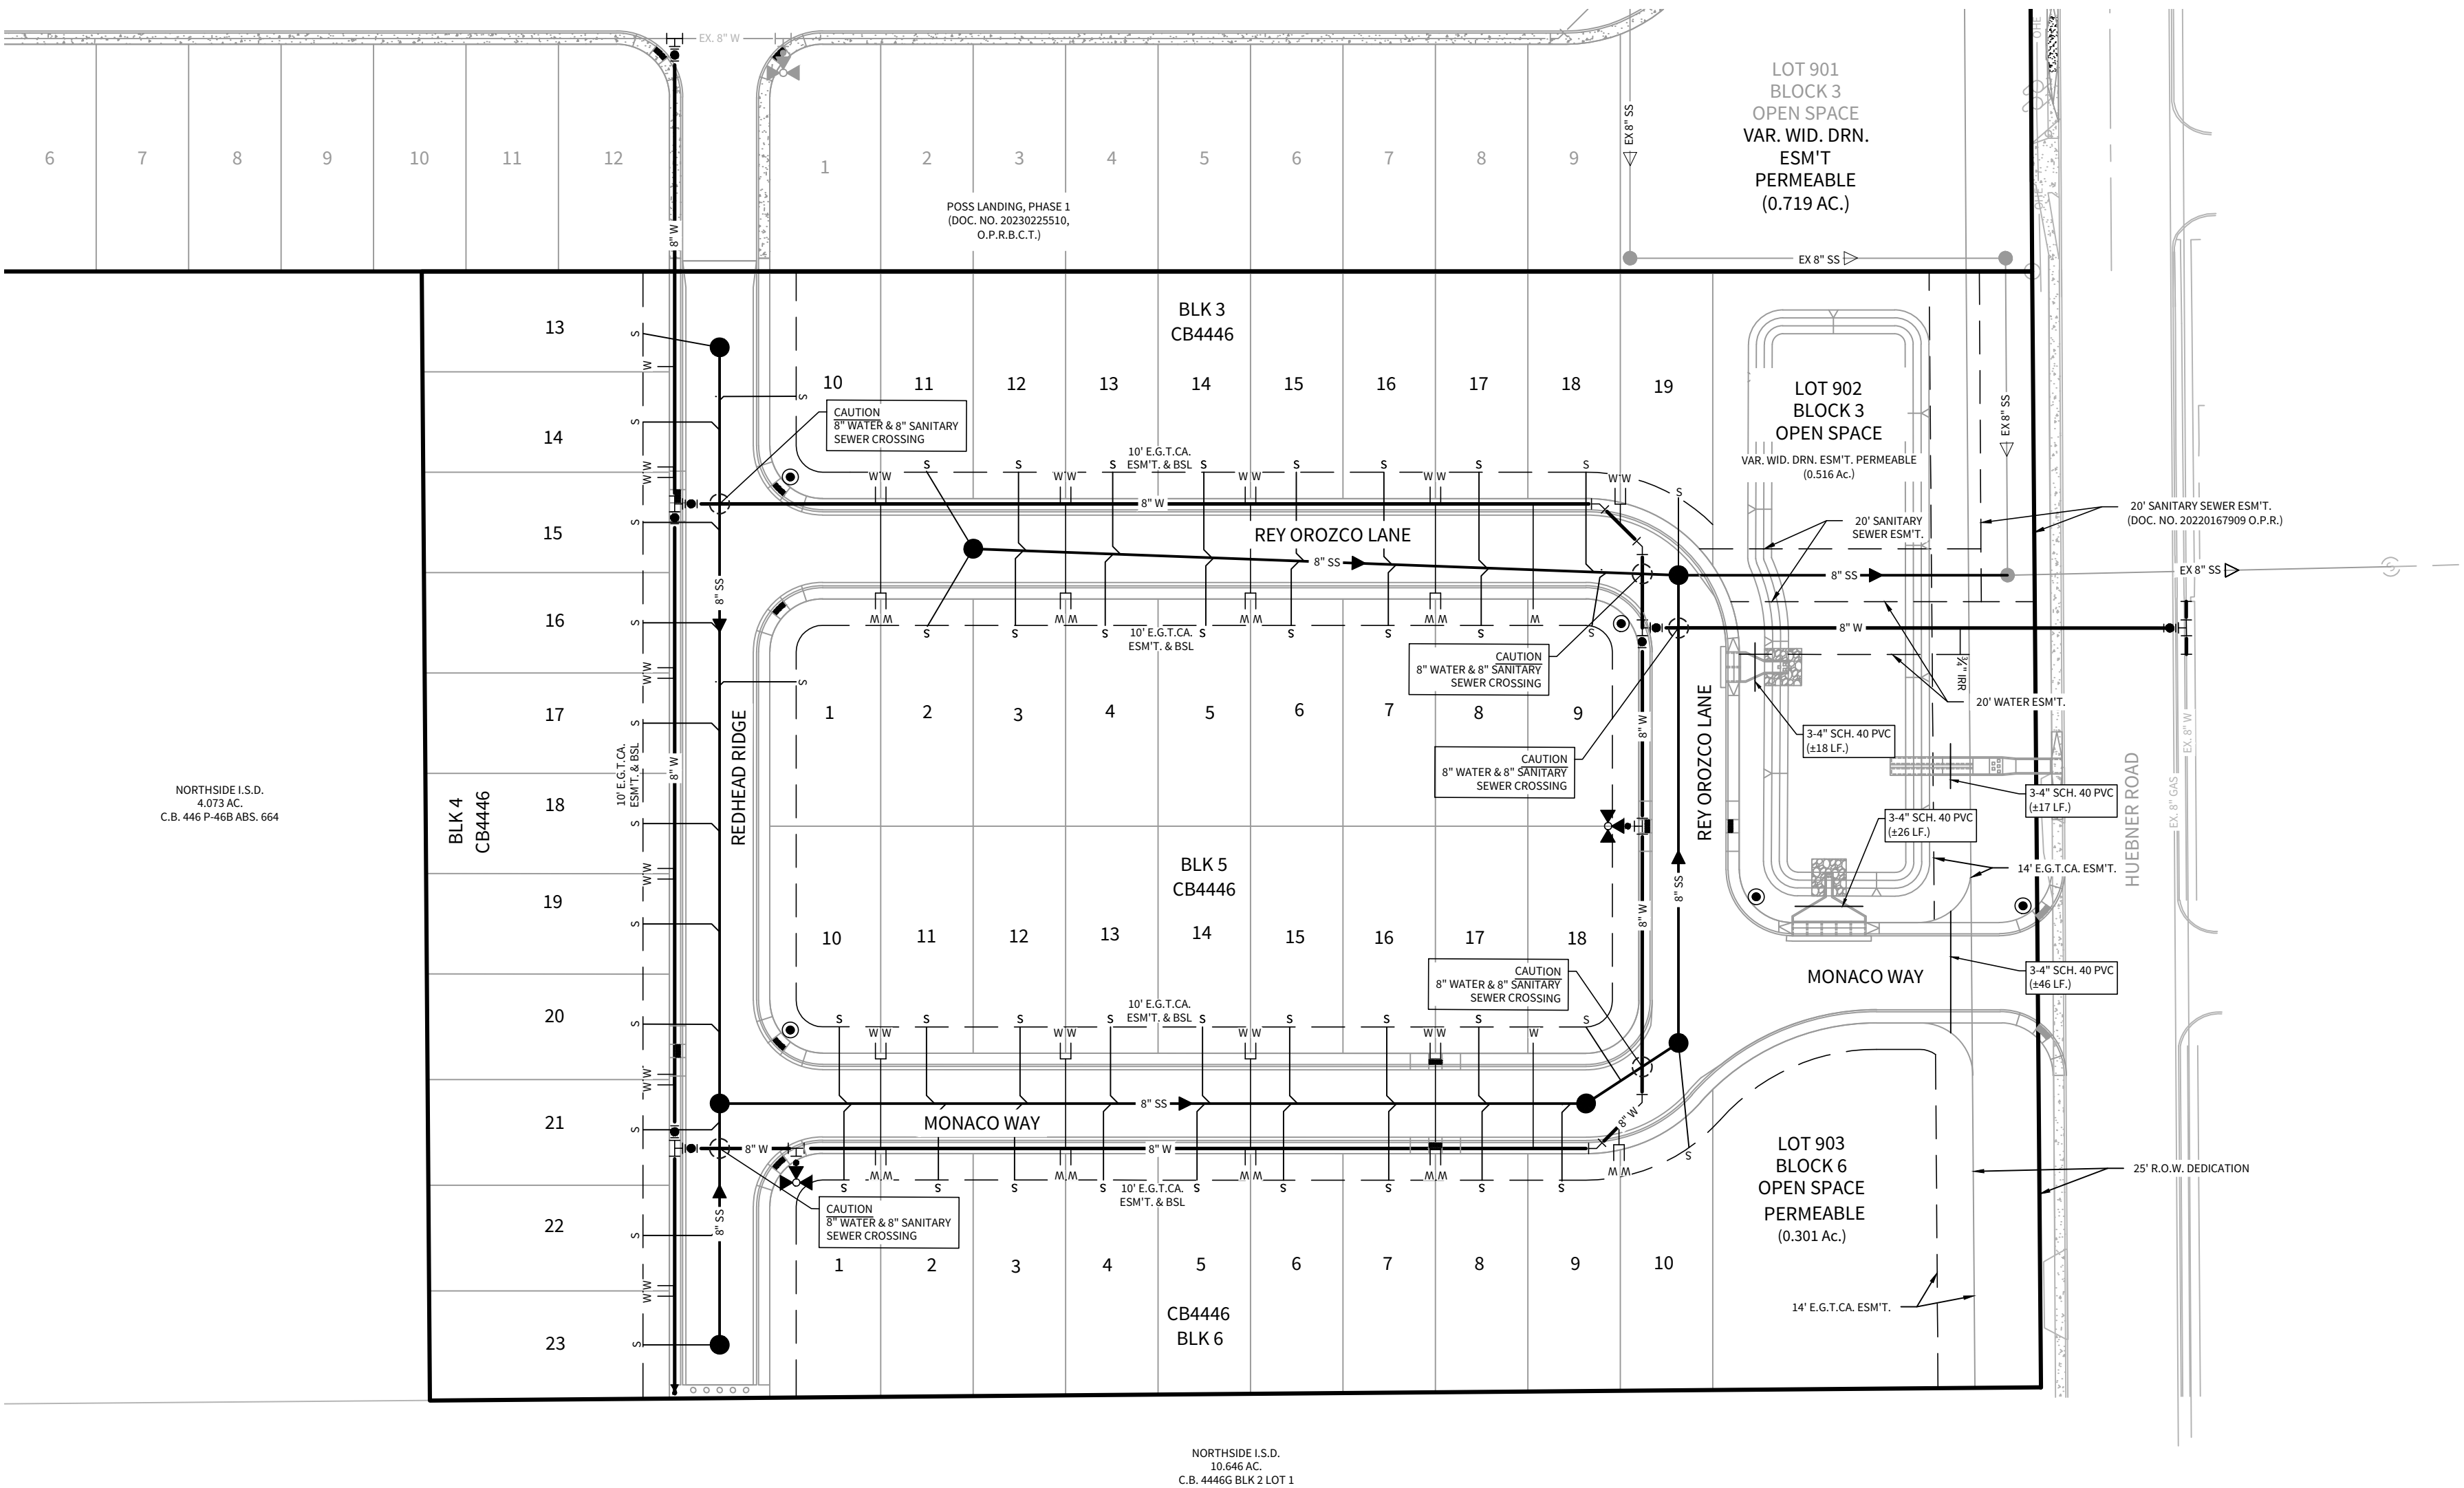 EX. 8" W
EX 8" SS
LOT 901
BLOCK 3
OPEN SPACE
VAR. WID. DRN.
ESM'T
PERMEABLE
(0.719 AC.)
OHE
OHE
6
7
8
9
10
11
12
1
2
3
4
5
6
7
8
9
POSS LANDING, PHASE 1
(DOC. NO. 20230225510,
O.P.R.B.C.T.)
8" W
EX 8" SS
BLK 3
CB4446
13
14
15
16
17
18
19
20
21
22
23
10
11
12
13
14
15
16
17
18
19
CAUTION
8" WATER & 8" SANITARY
SEWER CROSSING
10' E.G.T.CA.
ESM'T. & BSL
S S S S S S S S S
W W W W W W W W W W
8" W
REY OROZCO LANE
8" SS
LOT 902
BLOCK 3
OPEN SPACE
VAR. WID. DRN. ESM'T. PERMEABLE
(0.516 Ac.)
EX 8" SS
20' SANITARY
SEWER ESM'T.
20' SANITARY SEWER ESM'T.
(DOC. NO. 20220167909 O.P.R.)
8" SS
EX 8" SS
8" W
8" SS
W W W W W W W W W
S S S S S S S S
10' E.G.T.CA.
ESM'T. & BSL
CAUTION
8" WATER & 8" SANITARY
SEWER CROSSING
3/4" IRR
20' WATER ESM'T.
1
2
3
4
5
6
7
8
9
REDHEAD RIDGE
10' E.G.T.CA.
ESM'T. & BSL
8" W
8" W
REY OROZCO LANE
3-4" SCH. 40 PVC
(±18 LF.)
CAUTION
8" WATER & 8" SANITARY
SEWER CROSSING
EX. 8" W
EX. 8" GAS
HUEBNER ROAD
3-4" SCH. 40 PVC
(±17 LF.)
3-4" SCH. 40 PVC
(±26 LF.)
NORTHSIDE I.S.D.
4.073 AC.
C.B. 446 P-46B ABS. 664
BLK 4
CB4446
BLK 5
CB4446
14' E.G.T.CA. ESM'T.
8" SS
8" W
10
11
12
13
14
15
16
17
18
CAUTION
8" WATER & 8" SANITARY
SEWER CROSSING
MONACO WAY
3-4" SCH. 40 PVC
(±46 LF.)
10' E.G.T.CA.
ESM'T. & BSL
S S S S S S S S S
W W W W W W W W W
8" SS
MONACO WAY
8" W
8" W
8" W
W W W W W W W W W W
S S S S S S S S S S
10' E.G.T.CA.
ESM'T. & BSL
CAUTION
8" WATER & 8" SANITARY
SEWER CROSSING
8" SS
LOT 903
BLOCK 6
OPEN SPACE
PERMEABLE
(0.301 Ac.)
25' R.O.W. DEDICATION
1
2
3
4
5
6
7
8
9
10
14' E.G.T.CA. ESM'T.
CB4446
BLK 6
NORTHSIDE I.S.D.
10.646 AC.
C.B. 4446G BLK 2 LOT 1